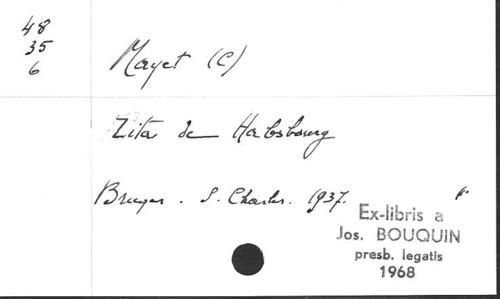 48
35
6
Mayet (C)
Zita de Habsbourg
Bruges. S. Charles. 1937.
Ex-libris a
Jos. BOUQUIN
presb. legatis
1968